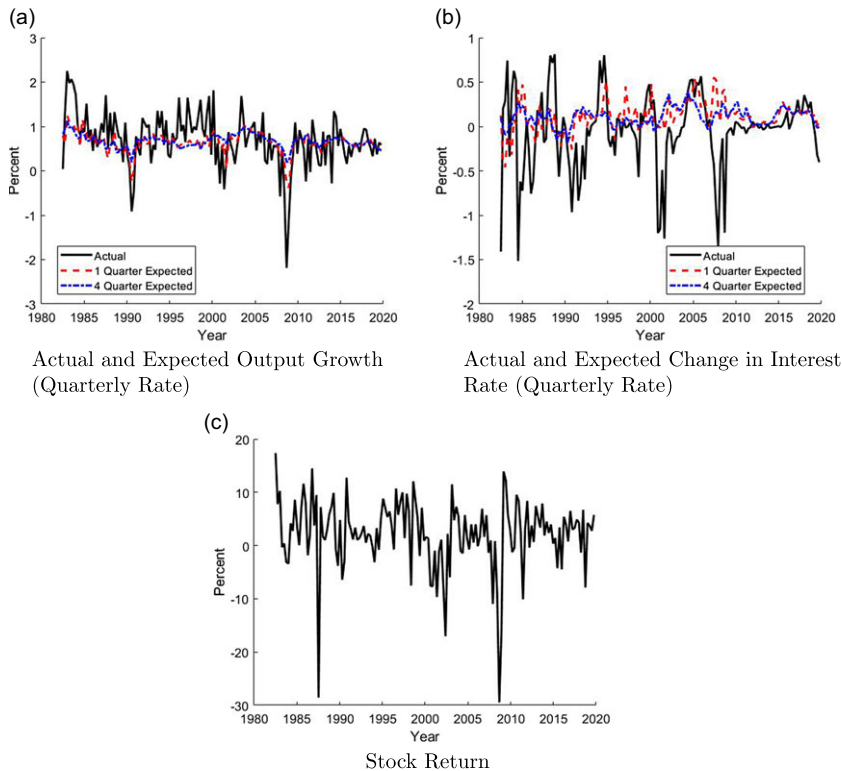 (a)
3
2
1
0
-1
-2
-3
Percent
Actual
1 Quarter Expected
4 Quarter Expected
1980 1985 1990 1995 2000 2005 2010 2015 2020
Year
Actual and Expected Output Growth
(Quarterly Rate)
(b)
1
0.5
0
-0.5
-1
-1.5
-2
Percent
Actual
1 Quarter Expected
4 Quarter Expected
1980 1985 1990 1995 2000 2005 2010 2015 2020
Year
Actual and Expected Change in Interest
Rate (Quarterly Rate)
(c)
20
10
0
-10
-20
-30
Percent
1980 1985 1990 1995 2000 2005 2010 2015 2020
Year
Stock Return